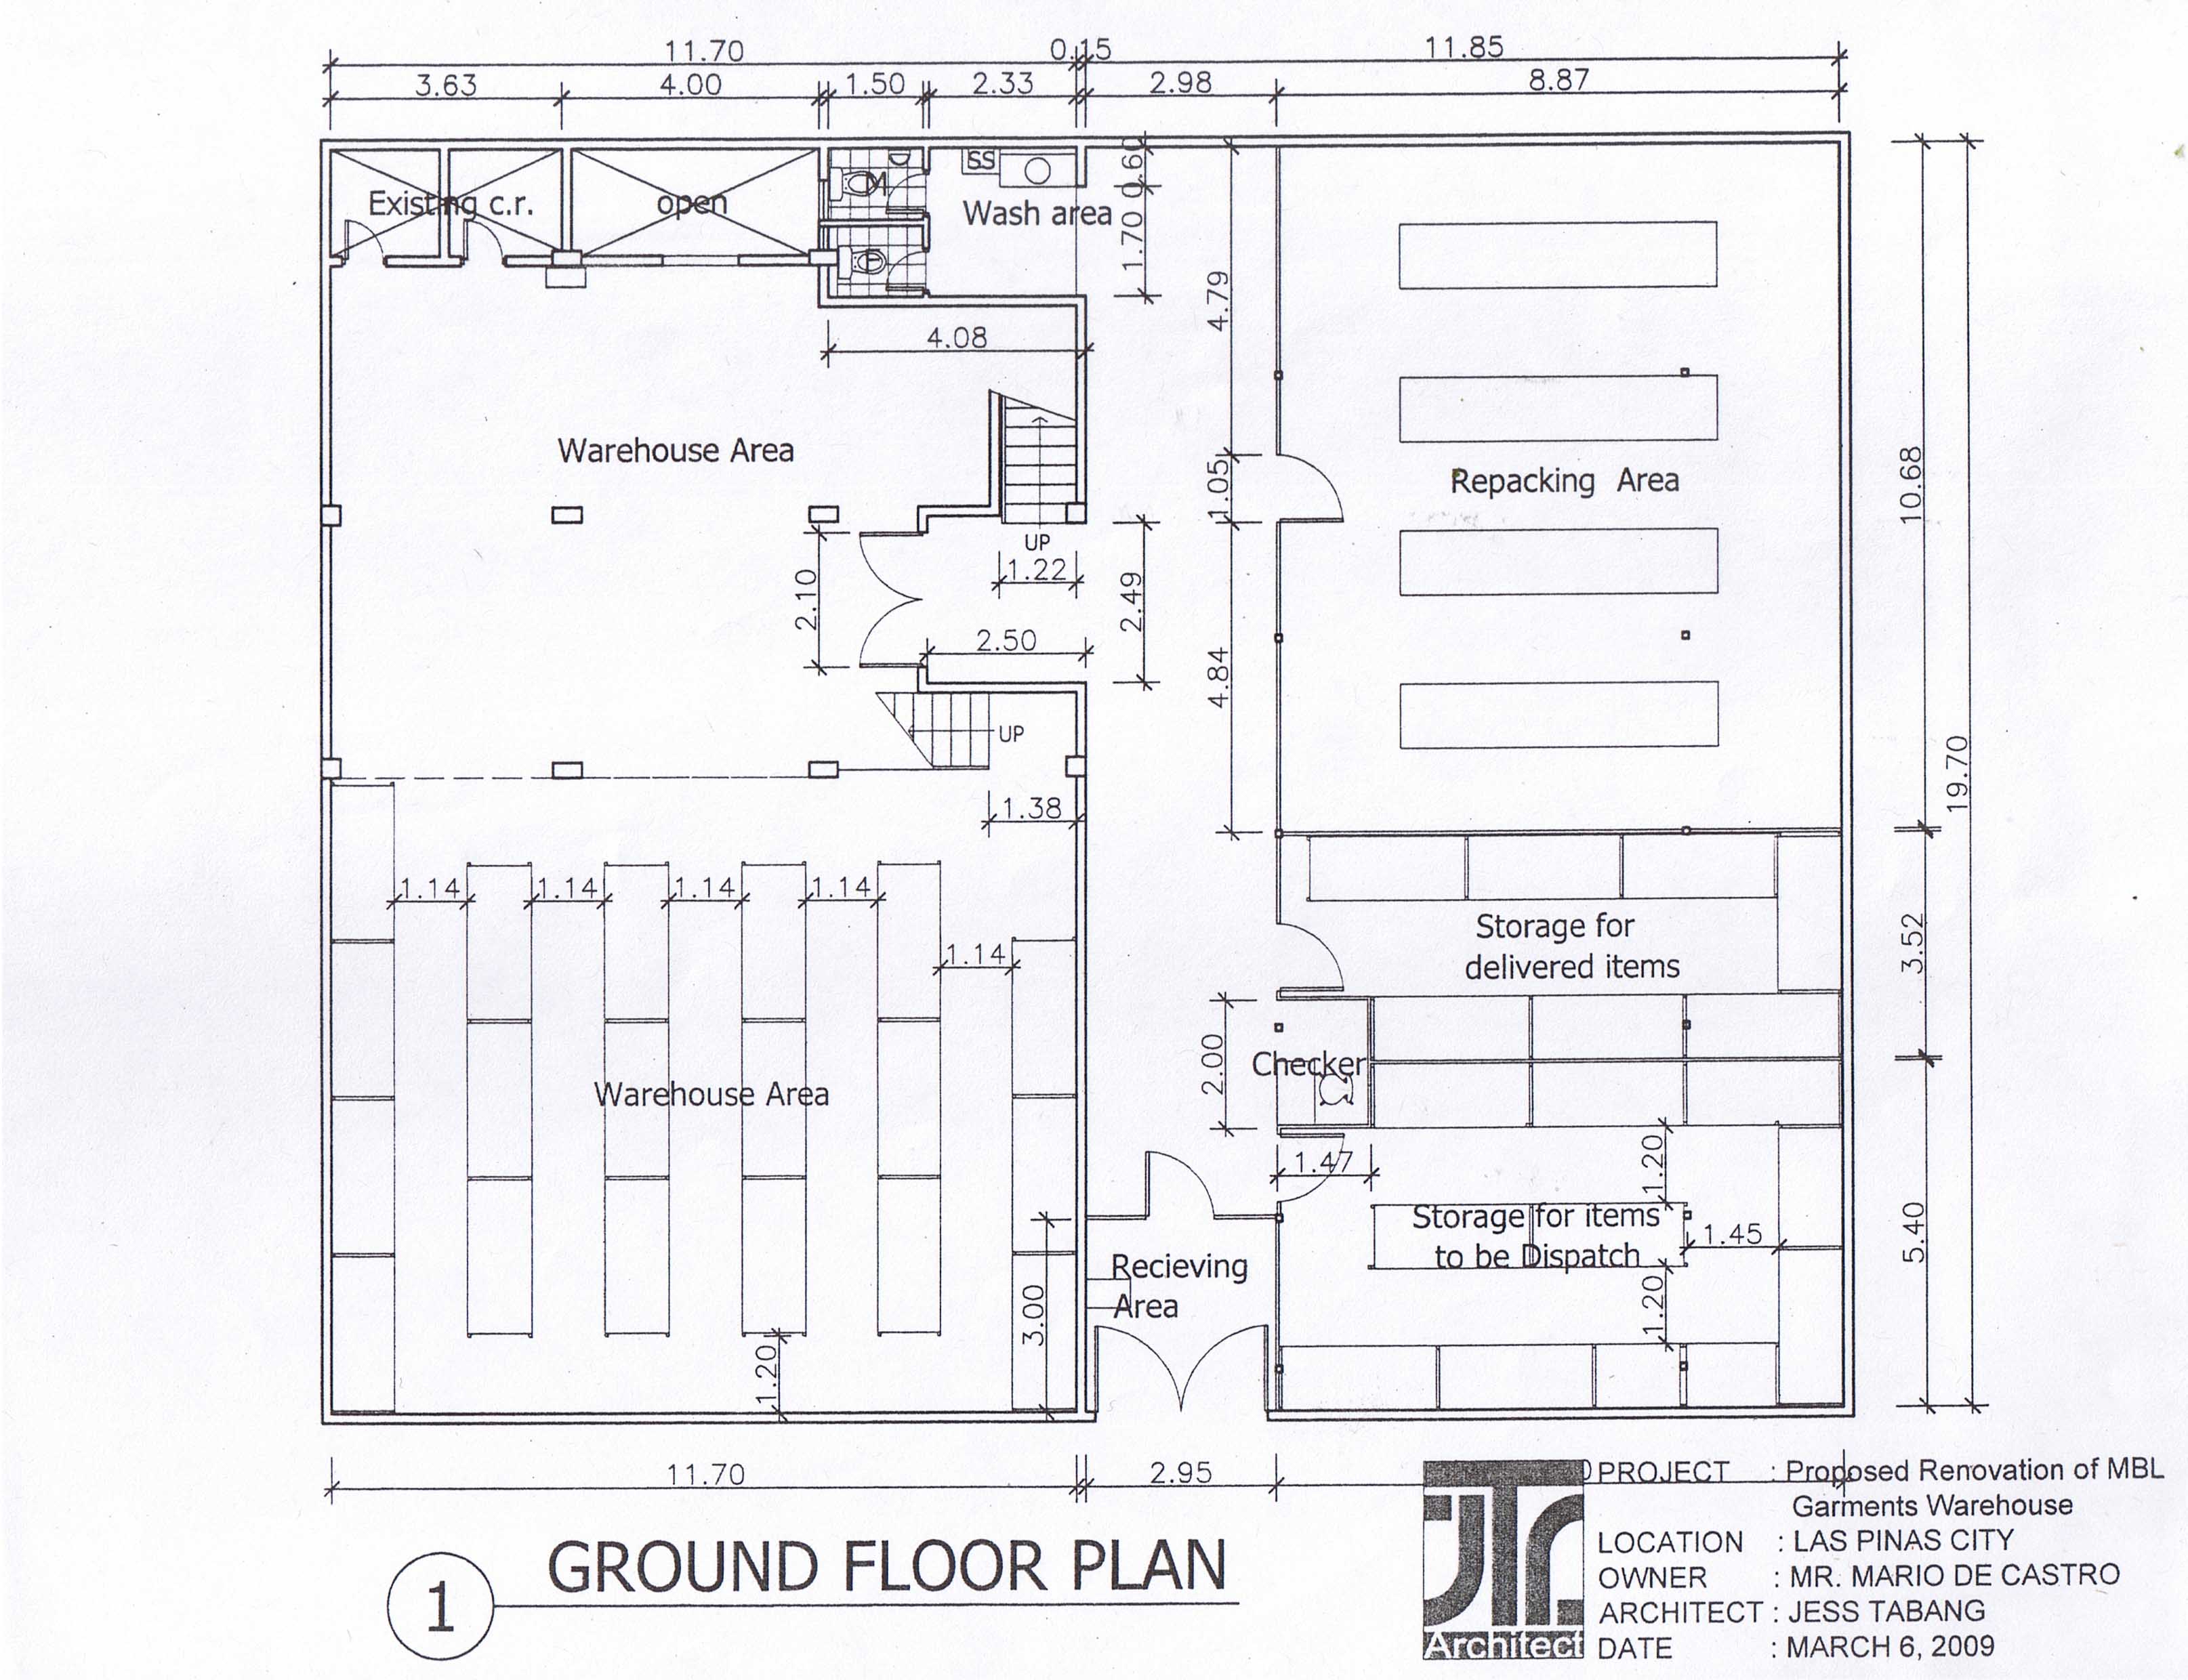 11.70 0.15 11.85
3.63 4.00 1.50 2.33 2.98 8.87
Existing c.r.
open
M
F
SS
Wash area
0.60
1.70
4.79
4.08
Warehouse Area
Repacking Area
1.05
10.68
UP
1.22
2.10
2.49
2.50
4.84
UP
19.70
1.38
1.14 1.14 1.14 1.14
1.14
Storage for
delivered items
3.52
2.00
Checker
Warehouse Area
1.47
1.20
Storage for items
to be Dispatch
1.45
5.40
Recieving
Area
3.00
1.20
1.20
11.70 2.95
1 GROUND FLOOR PLAN
Architect
PROJECT : Proposed Renovation of MBL
Garments Warehouse
LOCATION : LAS PINAS CITY
OWNER : MR. MARIO DE CASTRO
ARCHITECT : JESS TABANG
DATE : MARCH 6, 2009